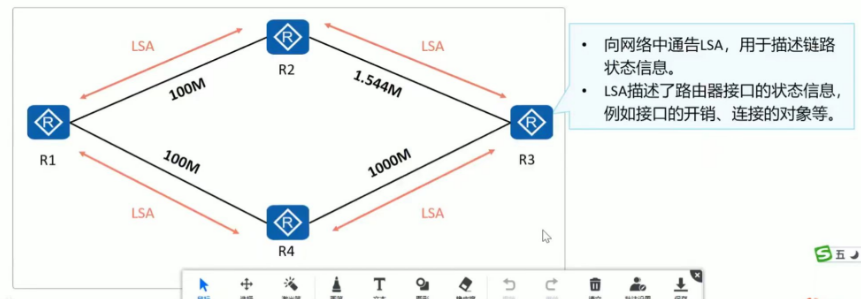 LSA
LSA
R2
100M
1.544M
R1
R3
100M
1000M
LSA
LSA
R4
• 向网络中通告LSA，用于描述链路
状态信息。
• LSA描述了路由器接口的状态信息，
例如接口的开销、连接的对象等。
五